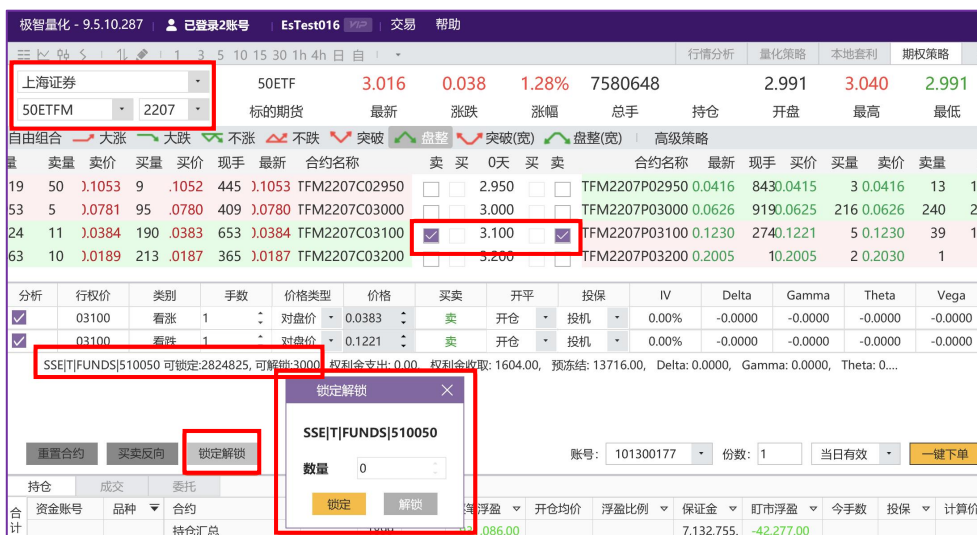 极智量化 - 9.5.10.287 已登录2账号 EsTest016 VIP 交易 帮助
1 3 5 10 15 30 1h 4h 日 自 行情分析 量化策略 本地套利 期权策略
上海证券 50ETF 3.016 0.038 1.28% 7580648 2.991 3.040 2.991
50ETFM 2207 标的期货 最新 涨跌 涨幅 总手 持仓 开盘 最高 最低
自由组合 大涨 大跌 不涨 不跌 突破 盘整 突破(宽) 盘整(宽) 高级策略
量 卖量 卖价 买量 买价 现手 最新 合约名称 卖 买 0天 买 卖 合约名称 最新 现手 买价 买量 卖价 卖量
19 50 0.1053 9 .1052 445 0.1053 TFM2207C02950 2.950 TFM2207P02950 0.0416 843 0.0415 3 0.0416 13 1
53 5 0.0781 95 .0780 409 0.0780 TFM2207C03000 3.000 TFM2207P03000 0.0626 919 0.0625 216 0.0626 240 2
24 11 0.0384 190 .0383 653 0.0384 TFM2207C03100 3.100 TFM2207P03100 0.1230 274 0.1221 5 0.1230 39 1
63 10 0.0189 213 .0187 365 0.0189 TFM2207C03200 3.200 TFM2207P03200 0.2005 1 0.2005 2 0.2030 1
分析 行权价 类别 手数 价格类型 价格 买卖 开平 投保 IV Delta Gamma Theta Vega
03100 看涨 1 对盘价 0.0383 卖 开仓 投机 0.00% -0.0000 -0.0000 -0.0000 -0.0000
03100 看跌 1 对盘价 0.1221 卖 开仓 投机 0.00% -0.0000 -0.0000 -0.0000 -0.0000
SSE|T|FUNDS|510050 可锁定:2824825, 可解锁:3000, 权利金支出: 0.00, 权利金收取: 1604.00, 预冻结: 13716.00, Delta: 0.0000, Gamma: 0.0000, Theta: 0....
锁定解锁
SSE|T|FUNDS|510050
数量 0
锁定 解锁
重置合约 买卖反向 锁定解锁 账号: 101300177 份数: 1 当日有效 一键下单
持仓 成交 委托
合计 资金账号 品种 合约 笔浮盈 开仓均价 浮盈比例 保证金 盯市浮盈 今手数 投保 计算价
持仓汇总 ,086.00 7,132,755. -42,277.00